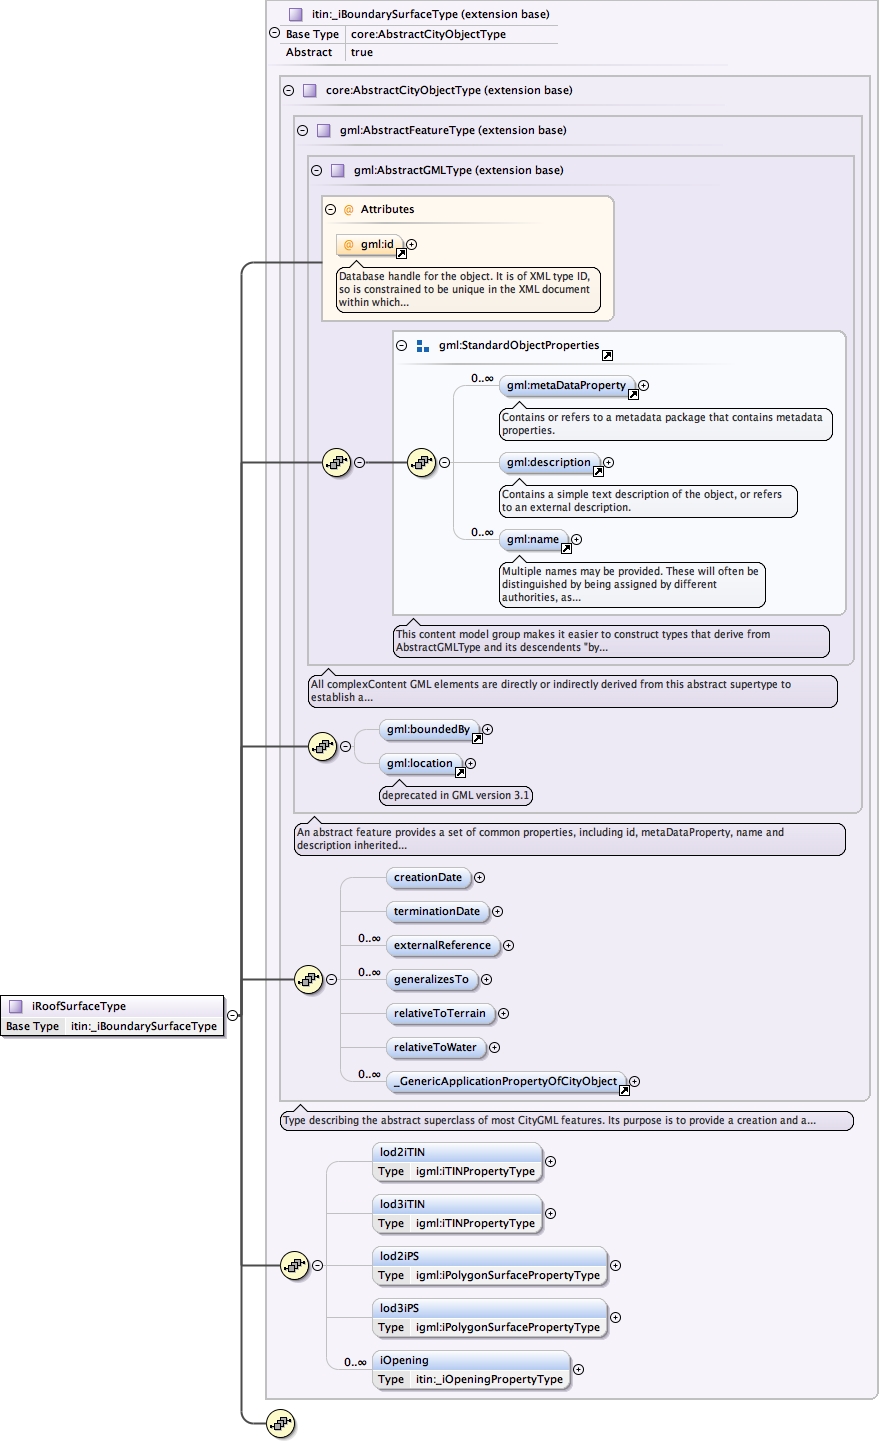 itin:_iBoundarySurfaceType (extension base)
Base Type core:AbstractCityObjectType
Abstract true
core:AbstractCityObjectType (extension base)
gml:AbstractFeatureType (extension base)
gml:AbstractGMLType (extension base)
@ Attributes
@ gml:id
Database handle for the object. It is of XML type ID,
so is constrained to be unique in the XML document
within which...
gml:StandardObjectProperties
0..∞
gml:metaDataProperty
Contains or refers to a metadata package that contains metadata
properties.
gml:description
Contains a simple text description of the object, or refers
to an external description.
0..∞
gml:name
Multiple names may be provided. These will often be
distinguished by being assigned by different
authorities, as...
This content model group makes it easier to construct types that derive from
AbstractGMLType and its descendents "by...
All complexContent GML elements are directly or indirectly derived from this abstract supertype to
establish a...
gml:boundedBy
gml:location
deprecated in GML version 3.1
An abstract feature provides a set of common properties, including id, metaDataProperty, name and
description inherited...
creationDate
terminationDate
0..∞
externalReference
0..∞
generalizesTo
iRoofSurfaceType
Base Type itin:_iBoundarySurfaceType
relativeToTerrain
relativeToWater
0..∞
_GenericApplicationPropertyOfCityObject
Type describing the abstract superclass of most CityGML features. Its purpose is to provide a creation and a...
lod2iTIN
Type igml:iTINPropertyType
lod3iTIN
Type igml:iTINPropertyType
lod2iPS
Type igml:iPolygonSurfacePropertyType
lod3iPS
Type igml:iPolygonSurfacePropertyType
0..∞
iOpening
Type itin:_iOpeningPropertyType